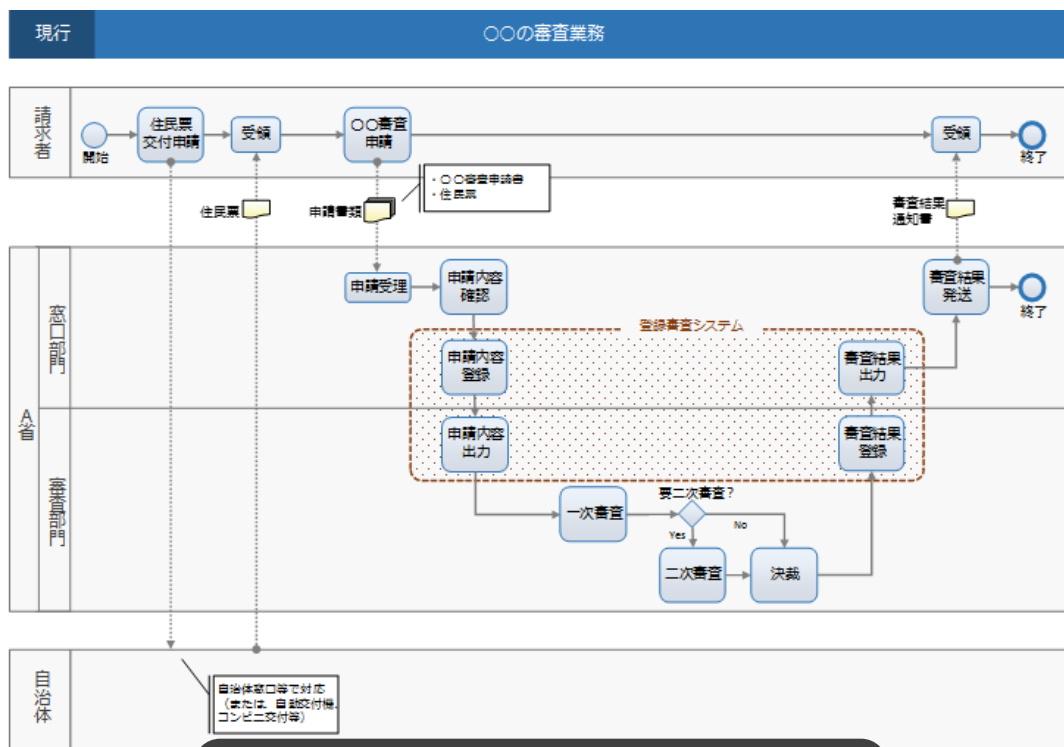 現行
〇〇の審査業務
請求者
開始
住民票
交付申請
受領
〇〇審査
申請
受領
終了
・〇〇審査申請書
・住民票
住民票
申請書類
審査結果
通知書
A省
窓口部門
申請受理
申請内容
確認
審査結果
発送
終了
登録審査システム
申請内容
登録
審査結果
出力
審査部門
申請内容
出力
審査結果
登録
一次審査
要二次審査？
Yes
No
二次審査
決裁
自治体
自治体窓口等で対応
（または、自動交付機、
コンビニ交付等）